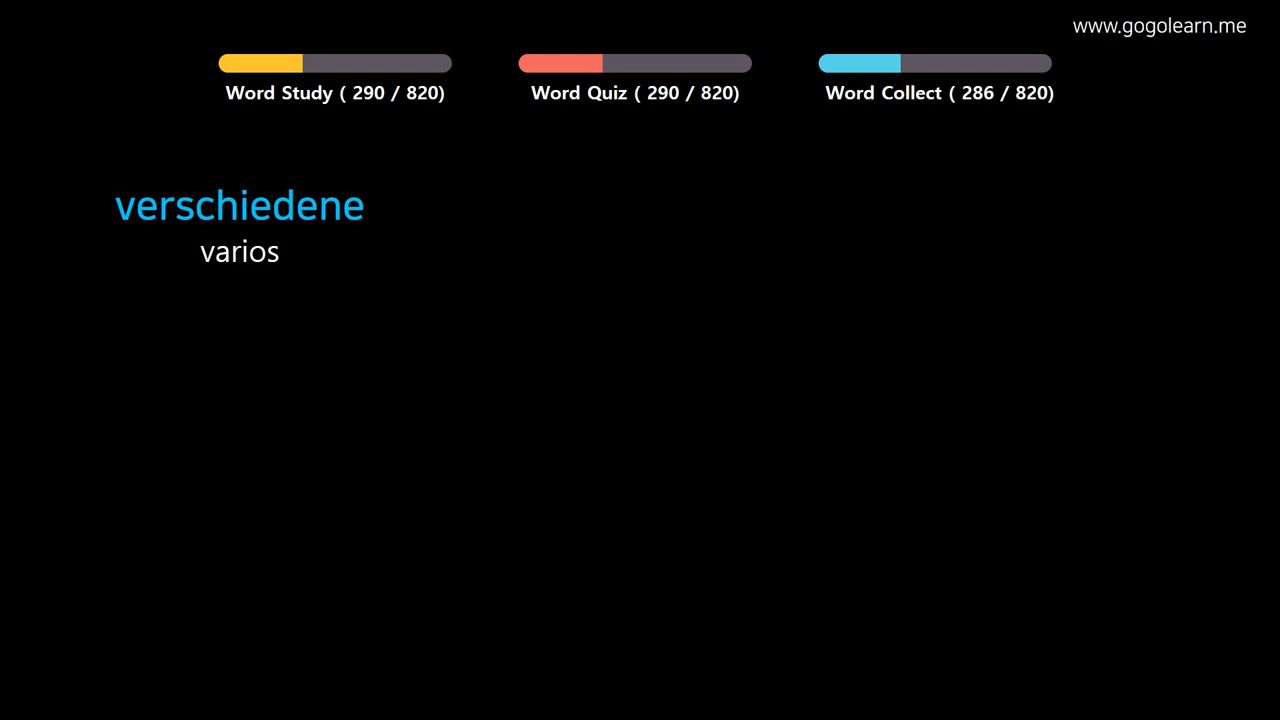 www.gogolearn.me
Word Study ( 290 / 820)
Word Quiz ( 290 / 820)
Word Collect ( 286 / 820)
verschiedene
varios